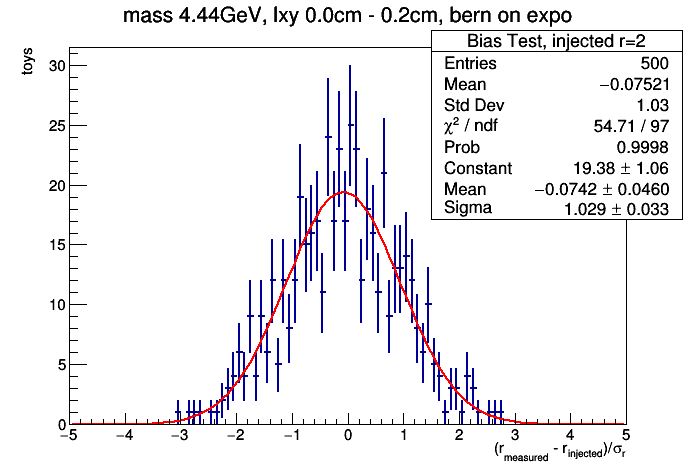 mass 4.44GeV, lxy 0.0cm - 0.2cm, bern on expo
Bias Test, injected r=2
Entries 500
Mean −0.07521
Std Dev 1.03
χ² / ndf 54.71 / 97
Prob 0.9998
Constant 19.38 ± 1.06
Mean −0.0742 ± 0.0460
Sigma 1.029 ± 0.033
toys
30
25
20
15
10
5
0
−5 −4 −3 −2 −1 0 1 2 3 4 5
(r_measured - r_injected)/σ_r